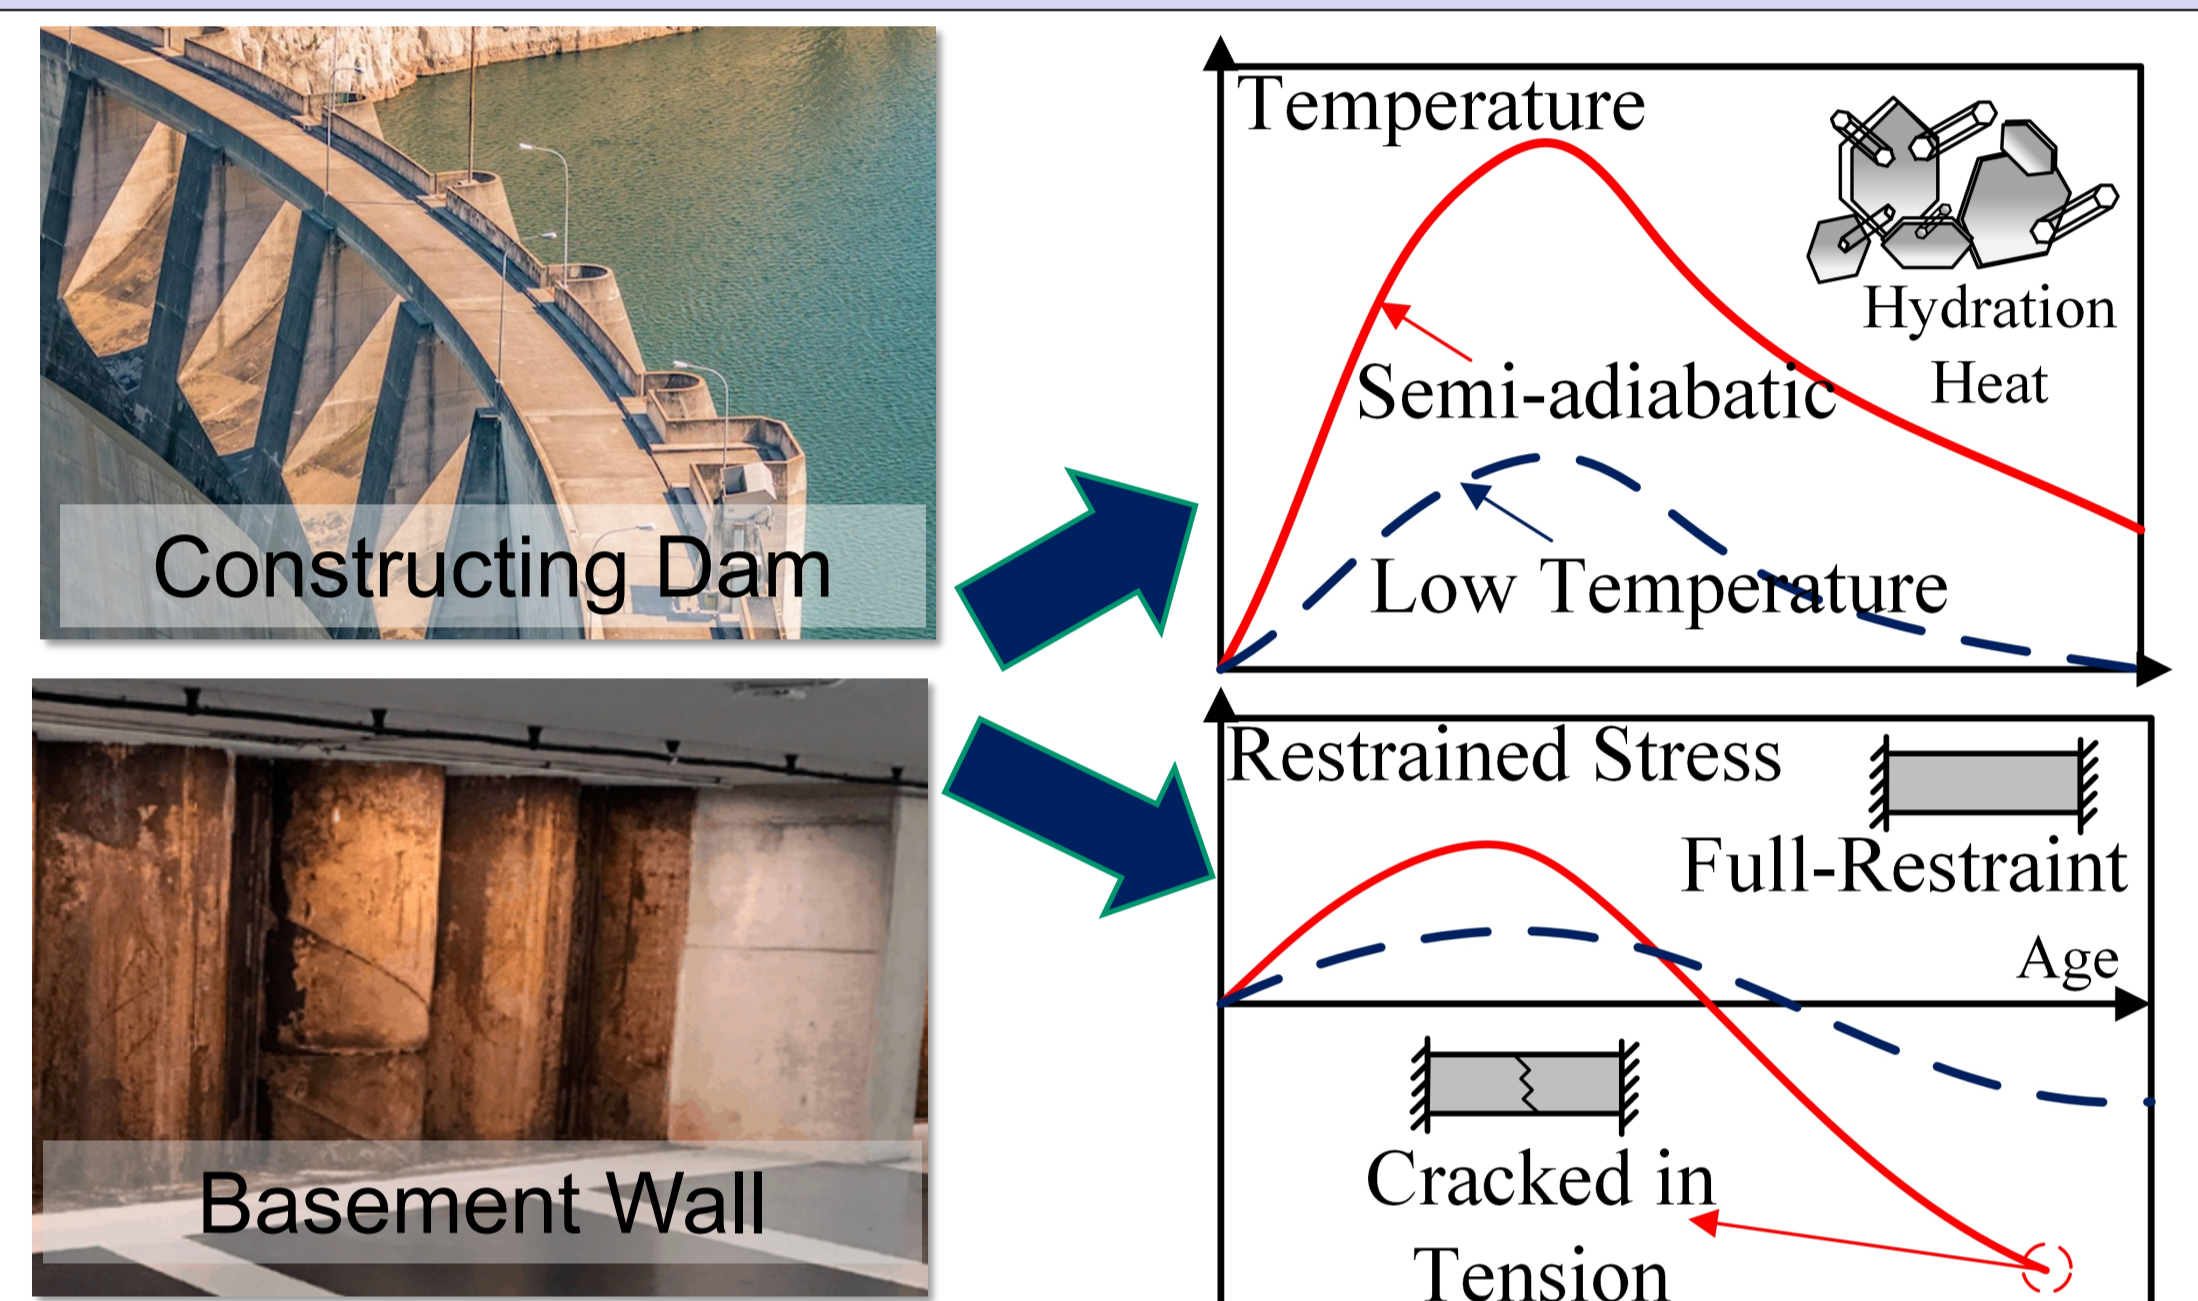 Constructing Dam
Basement Wall
Temperature
Hydration
Heat
Semi-adiabatic
Low Temperature
Restrained Stress
Full-Restraint
Age
Cracked in
Tension